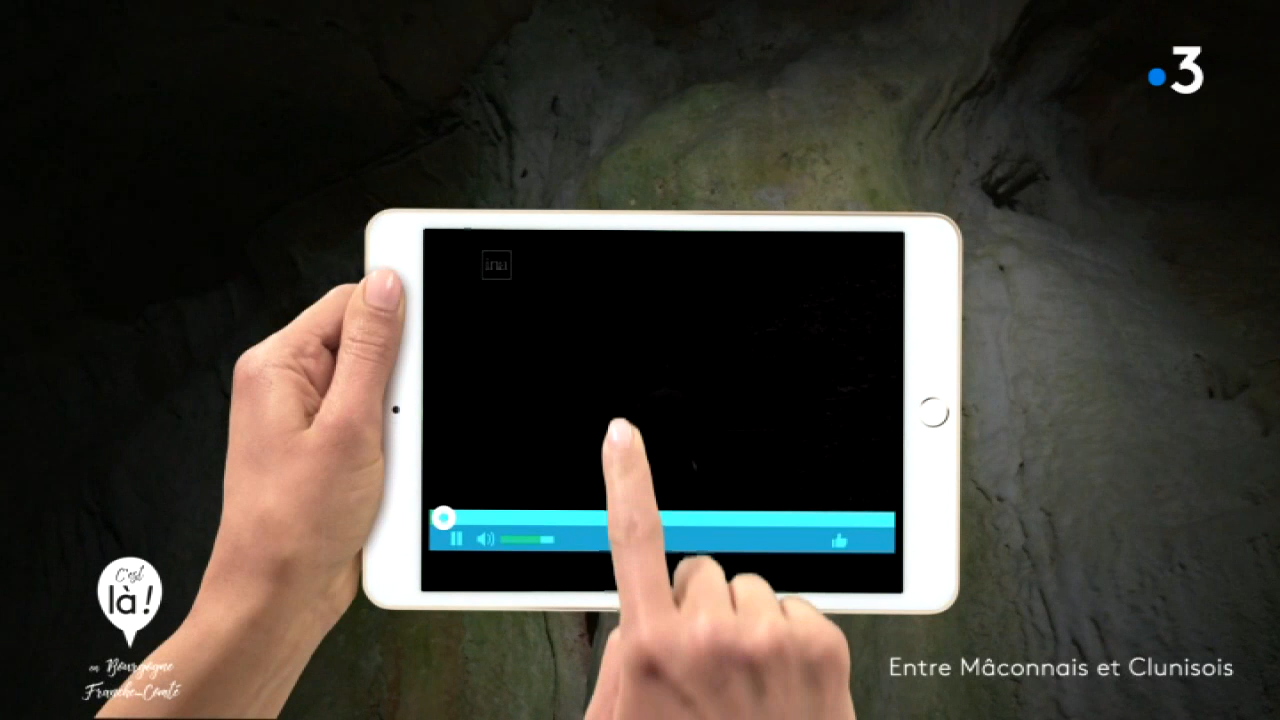 3
ina
C'est
là !
en Bourgogne
Franche-Comté
Entre Mâconnais et Clunisois